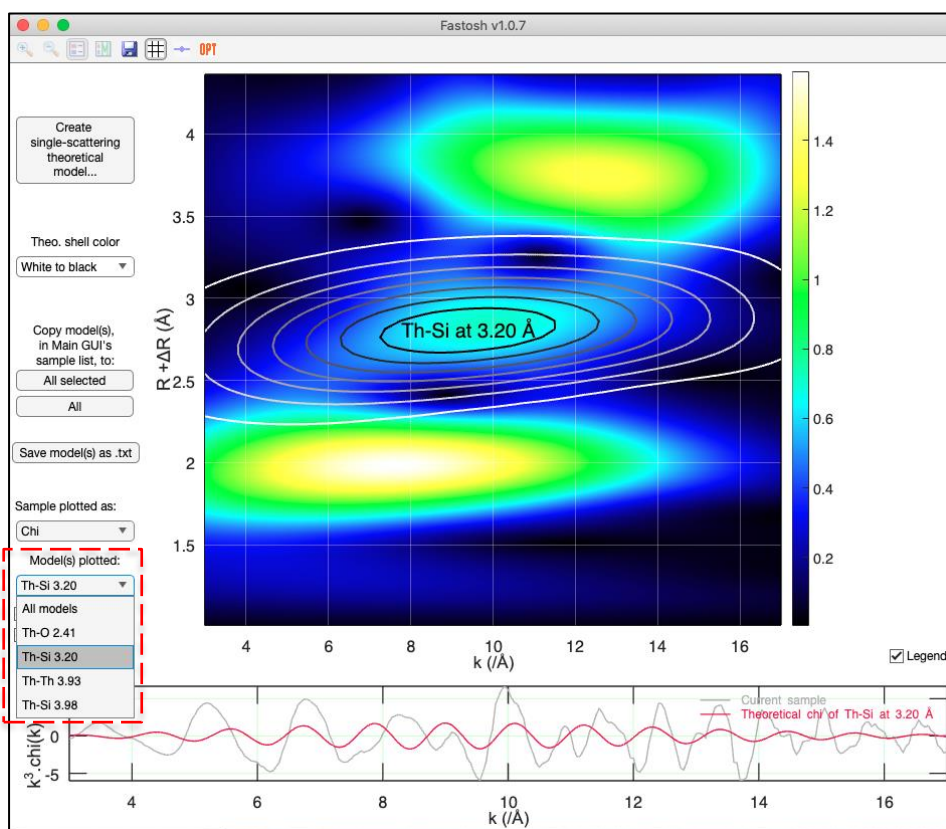 Fastosh v1.0.7
OPT
Create
single-scattering
theoretical
model...
Theo. shell color
White to black
Copy model(s),
in Main GUI's
sample list, to:
All selected
All
Save model(s) as .txt
Sample plotted as:
Chi
Model(s) plotted:
Th-Si 3.20
All models
Th-O 2.41
Th-Si 3.20
Th-Th 3.93
Th-Si 3.98
R +ΔR (Å)
4
3.5
3
2.5
2
1.5
Th-Si at 3.20 Å
4 6 8 10 12 14 16
k (/Å)
1.4
1.2
1
0.8
0.6
0.4
0.2
Legend
k³.chi(k)
0
-5
Current sample
Theoretical chi of Th-Si at 3.20 Å
4 6 8 10 12 14 16
k (/Å)